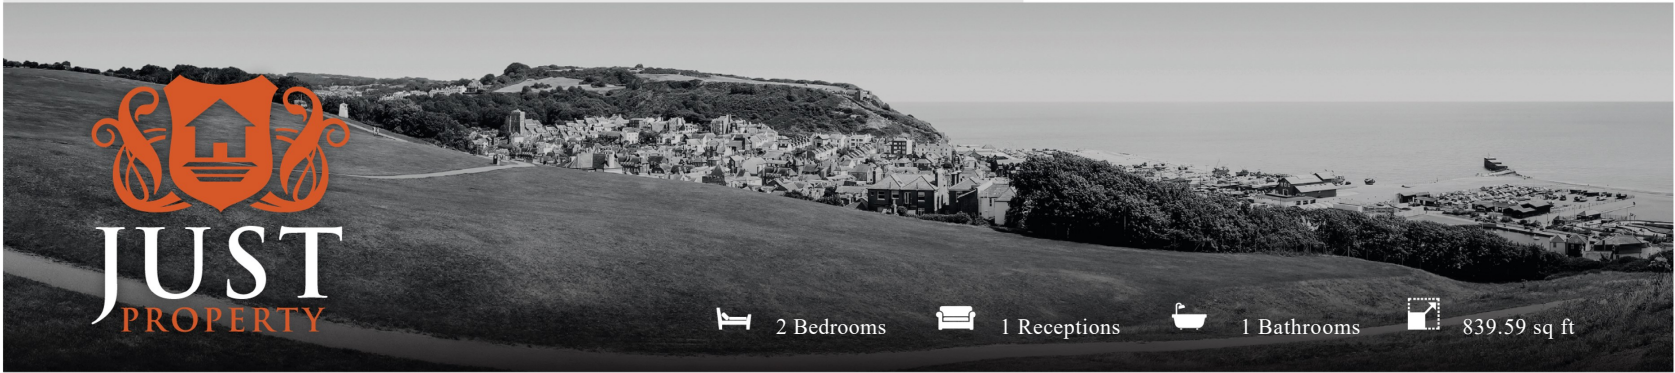 JUST
PROPERTY
2 Bedrooms
1 Receptions
1 Bathrooms
839.59 sq ft